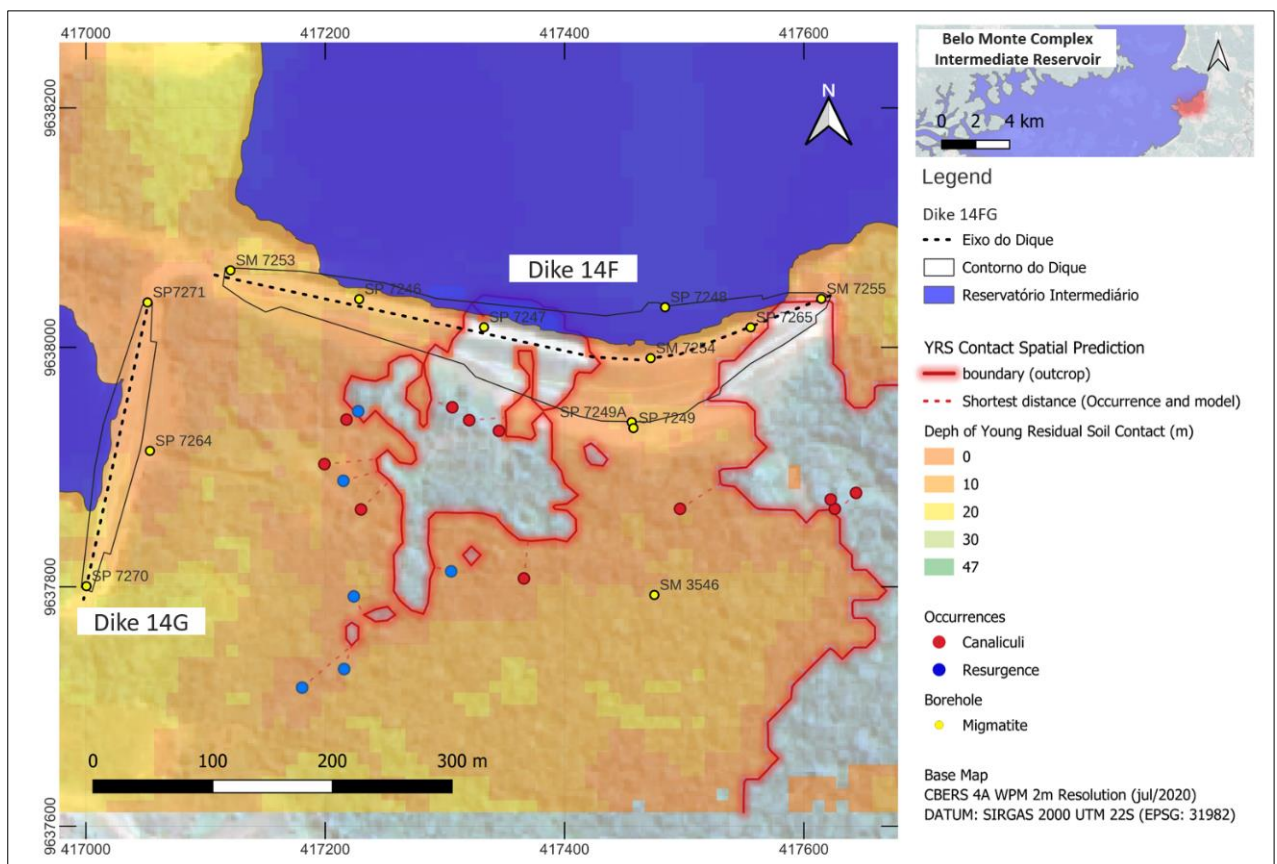 417000
417200
417400
417600
9638200
9638000
9637800
9637600
N
SM 7253
SP7271
SP 7246
Dike 14F
SP 7247
SP 7248
SM 7255
SP 7265
SM 7254
SP 7249A
SP 7249
SP 7264
SP 7270
SM 3546
Dike 14G
0 100 200 300 m
417000
417200
417400
417600
Belo Monte Complex
Intermediate Reservoir
0 2 4 km
Legend
Dike 14FG
Eixo do Dique
Contorno do Dique
Reservatório Intermediário
YRS Contact Spatial Prediction
boundary (outcrop)
Shortest distance (Occurrence and model)
Deph of Young Residual Soil Contact (m)
0
10
20
30
47
Occurrences
Canaliculi
Resurgence
Borehole
Migmatite
Base Map
CBERS 4A WPM 2m Resolution (jul/2020)
DATUM: SIRGAS 2000 UTM 22S (EPSG: 31982)